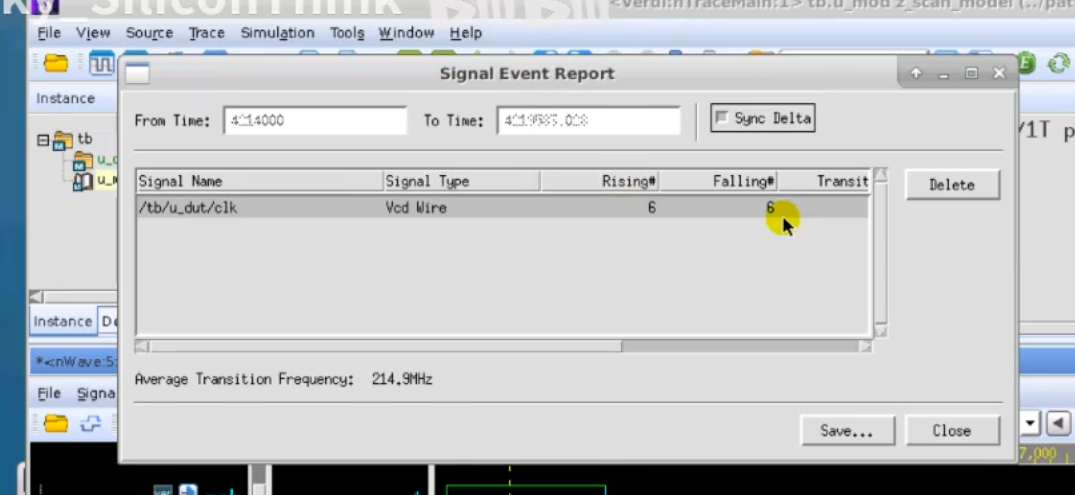 ky_SiliconThink
<Verdi:nTraceMain:1> tb.u_mod z_scan_model (../pat
File View Source Trace Simulation Tools Window Help
Signal Event Report
Instance
From Time: 4214000 To Time: Sync Delta
/1T p
tb
Signal Name Signal Type Rising# Falling# Transit
Delete
/tb/u_dut/clk Vcd Wire 6 6
Instance De
*<nWave:5:
Average Transition Frequency: 214.9MHz
File Signa
Save... Close
7,000